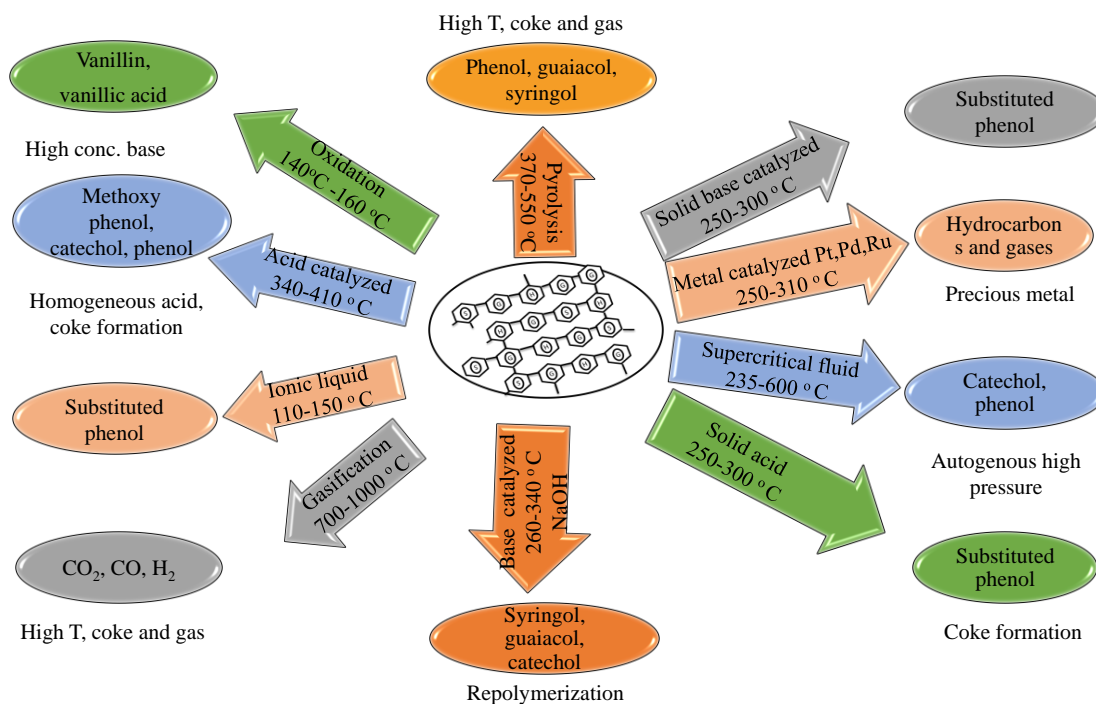 High T, coke and gas
Phenol, guaiacol,
syringol
Pyrolysis
370-550 °C
Vanillin,
vanillic acid
High conc. base
Oxidation
140°C -160 °C
Methoxy
phenol,
catechol, phenol
Homogeneous acid,
coke formation
Acid catalyzed
340-410 °C
Substituted
phenol
Ionic liquid
110-150 °C
CO₂, CO, H₂
High T, coke and gas
Gasification
700-1000 °C
Base catalyzed
260-340 °C
NaOH
Syringol,
guaiacol,
catechol
Repolymerization
Solid base catalyzed
250-300 °C
Substituted
phenol
Metal catalyzed Pt,Pd,Ru
250-310 °C
Hydrocarbon
s and gases
Precious metal
Supercritical fluid
235-600 °C
Catechol,
phenol
Autogenous high
pressure
Solid acid
250-300 °C
Substituted
phenol
Coke formation